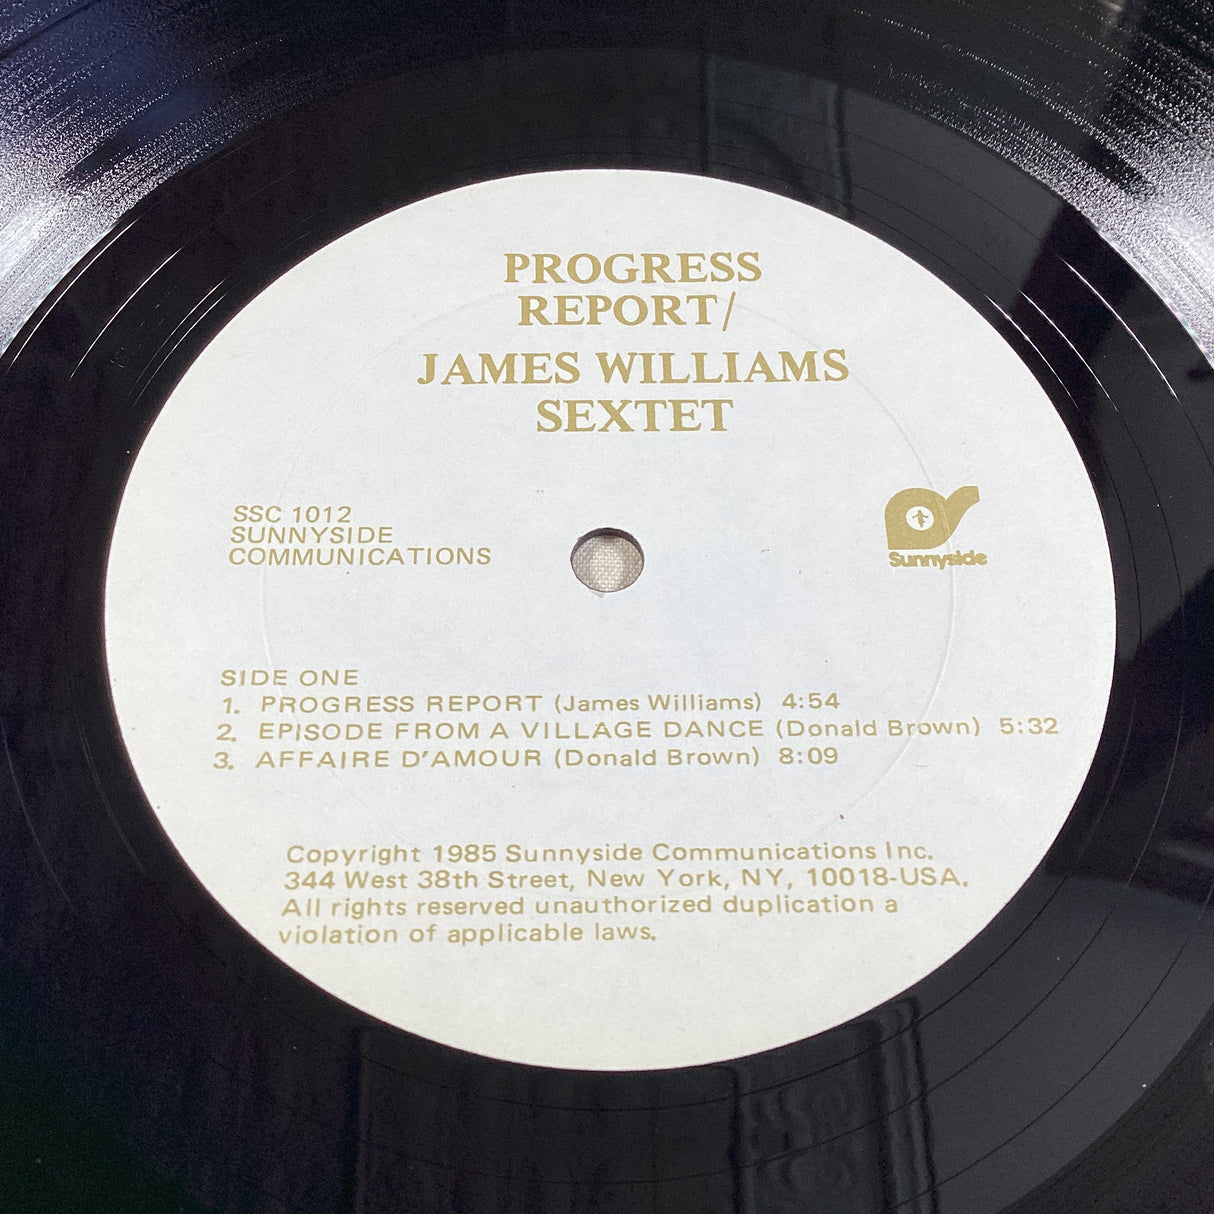 PROGRESS
REPORT/
JAMES WILLIAMS
SEXTET
SSC 1012
SUNNYSIDE
COMMUNICATIONS
Sunnyside
SIDE ONE
1. PROGRESS REPORT (James Williams) 4:54
2. EPISODE FROM A VILLAGE DANCE (Donald Brown) 5:32
3. AFFAIRE D'AMOUR (Donald Brown) 8:09
Copyright 1985 Sunnyside Communications Inc.
344 West 38th Street, New York, NY, 10018-USA.
All rights reserved unauthorized duplication a
violation of applicable laws.